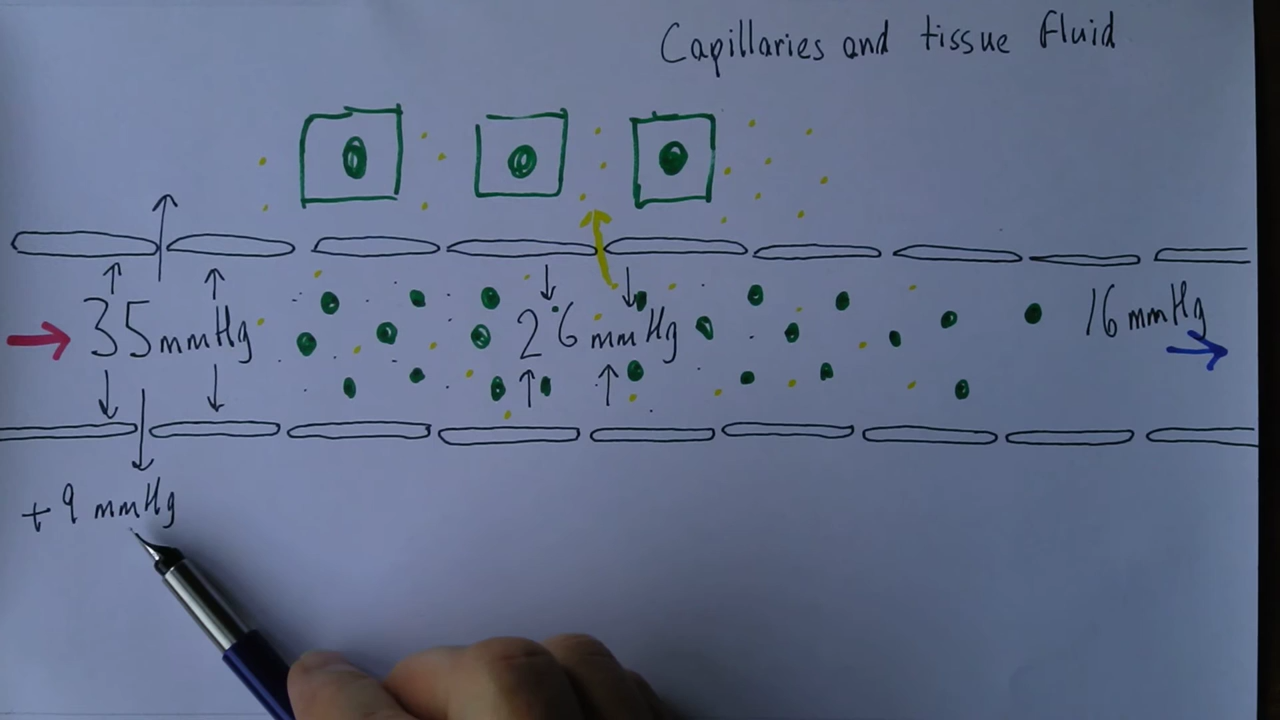 Capillaries and tissue fluid
35 mmHg
26 mmHg
16 mmHg
+9 mmHg